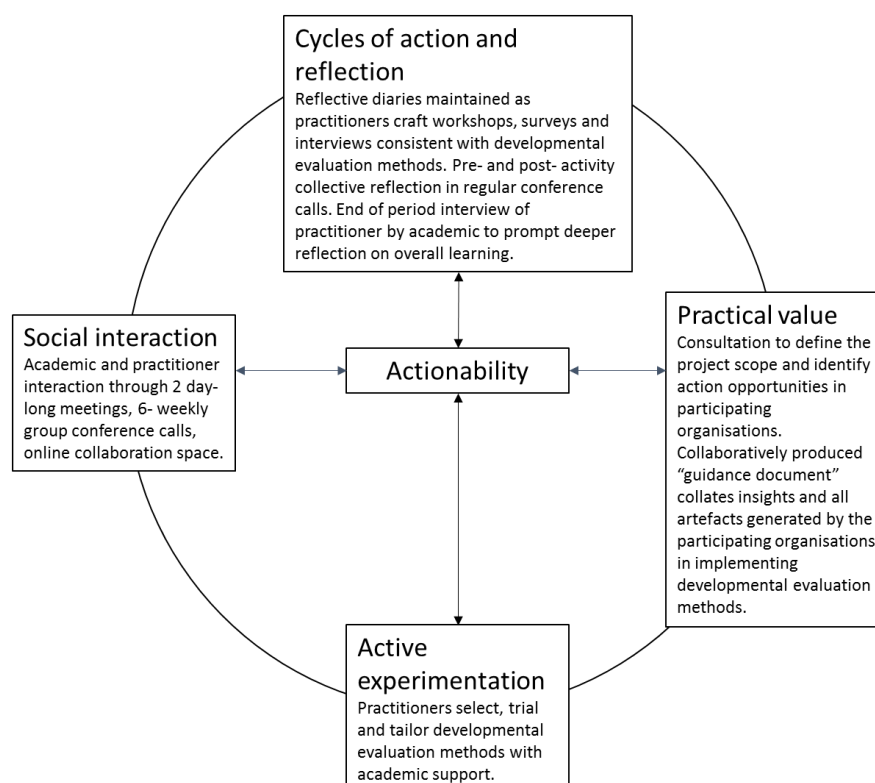 Cycles of action and
reflection
Reflective diaries maintained as
practitioners craft workshops, surveys and
interviews consistent with developmental
evaluation methods. Pre- and post- activity
collective reflection in regular conference
calls. End of period interview of
practitioner by academic to prompt deeper
reflection on overall learning.
Social interaction
Academic and practitioner
interaction through 2 day-
long meetings, 6- weekly
group conference calls,
online collaboration space.
Actionability
Practical value
Consultation to define the
project scope and identify
action opportunities in
participating
organisations.
Collaboratively produced
“guidance document”
collates insights and all
artefacts generated by the
participating organisations
in implementing
developmental evaluation
methods.
Active
experimentation
Practitioners select, trial
and tailor developmental
evaluation methods with
academic support.